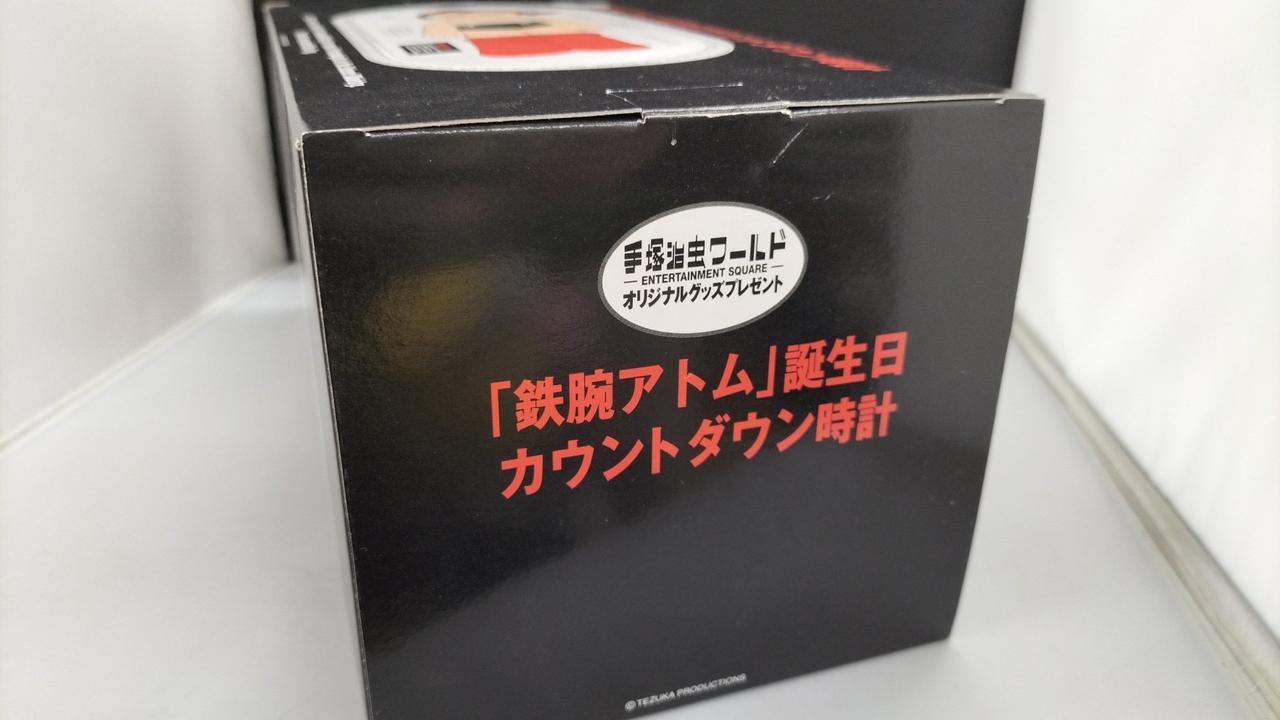 手塚治虫ワールド
ENTERTAINMENT SQUARE
オリジナルグッズプレゼント
「鉄腕アトム」誕生日
カウントダウン時計
© TEZUKA PRODUCTIONS